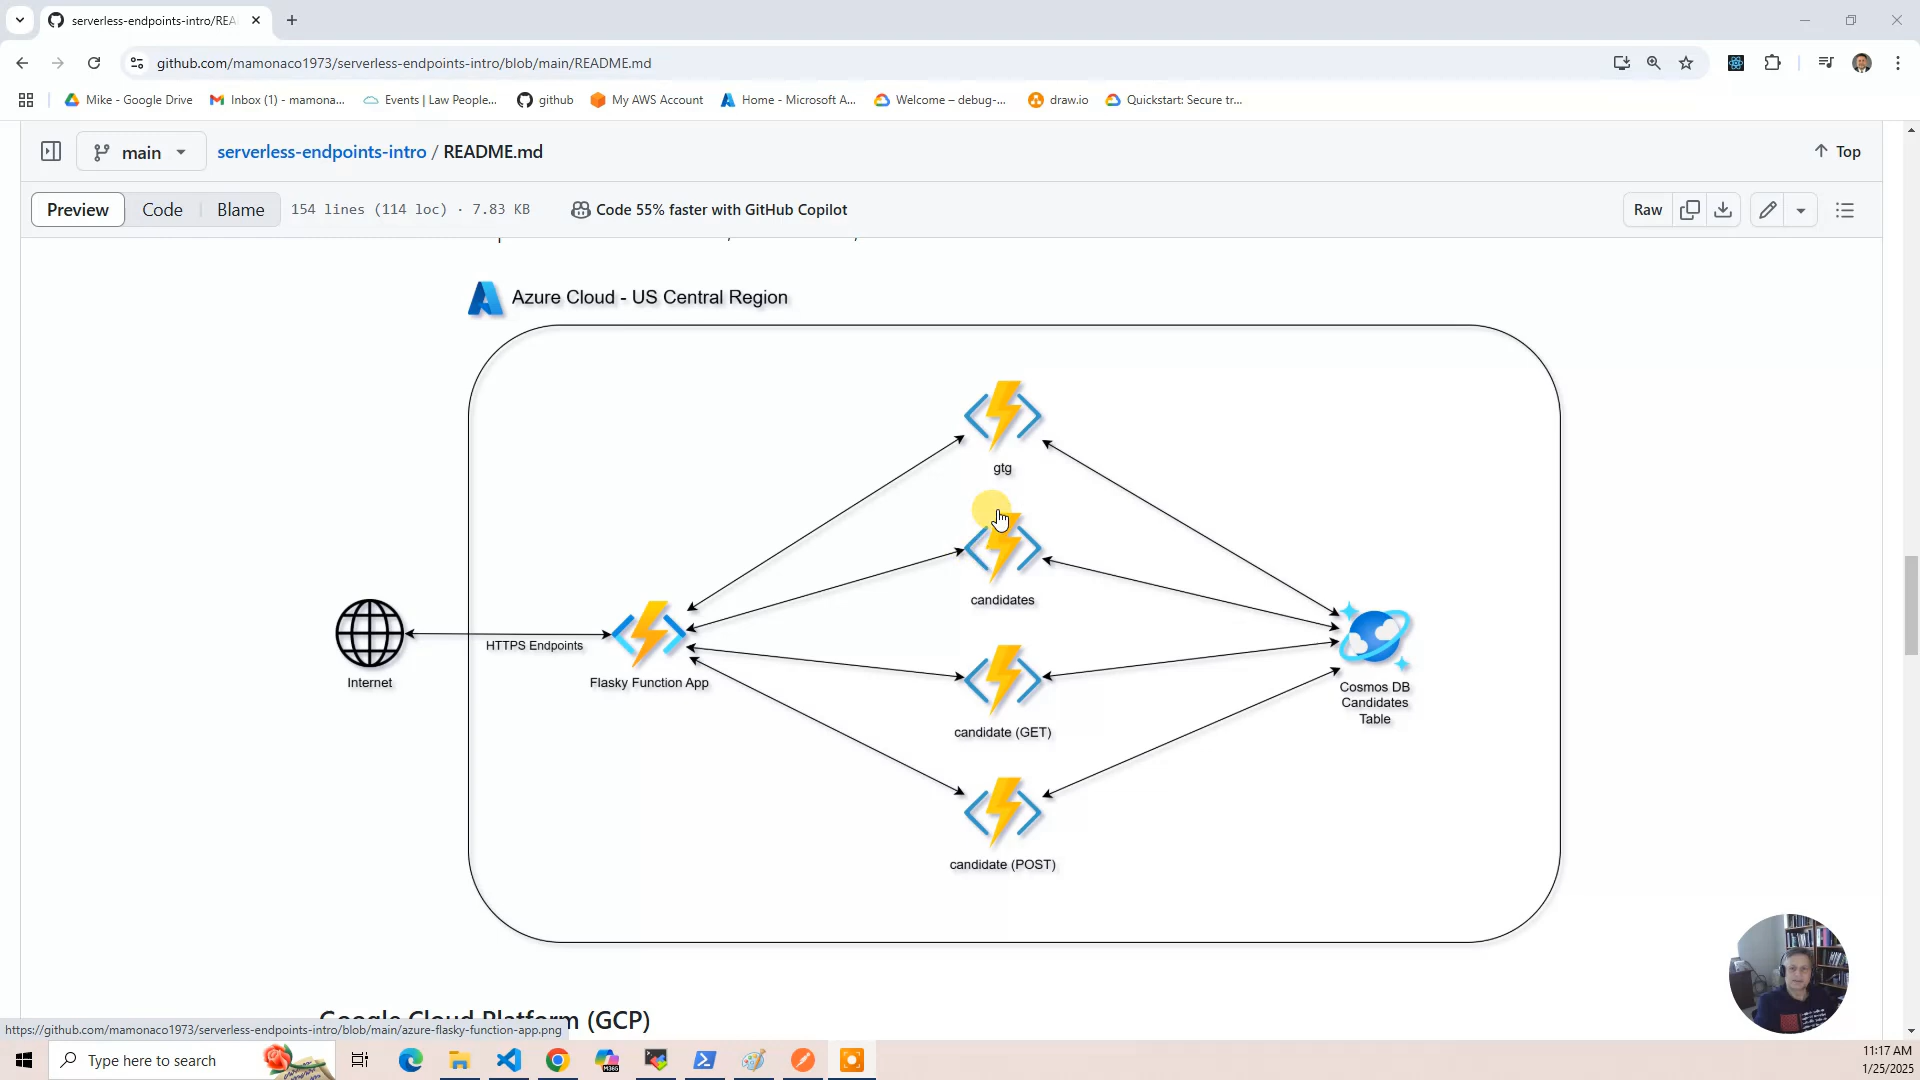 serverless-endpoints-intro/REA
github.com/mamonaco1973/serverless-endpoints-intro/blob/main/README.md
Mike - Google Drive
Inbox (1) - mamona...
Events | Law People...
github
My AWS Account
Home - Microsoft A...
Welcome – debug-...
draw.io
Quickstart: Secure tr...
main
serverless-endpoints-intro / README.md
Top
Preview
Code
Blame
154 lines (114 loc) · 7.83 KB
Code 55% faster with GitHub Copilot
Raw
Azure Cloud - US Central Region
gtg
candidates
HTTPS Endpoints
Internet
Flasky Function App
Cosmos DB
Candidates
Table
candidate (GET)
candidate (POST)
Google Cloud Platform (GCP)
https://github.com/mamonaco1973/serverless-endpoints-intro/blob/main/azure-flasky-function-app.png
Type here to search
11:17 AM
1/25/2025